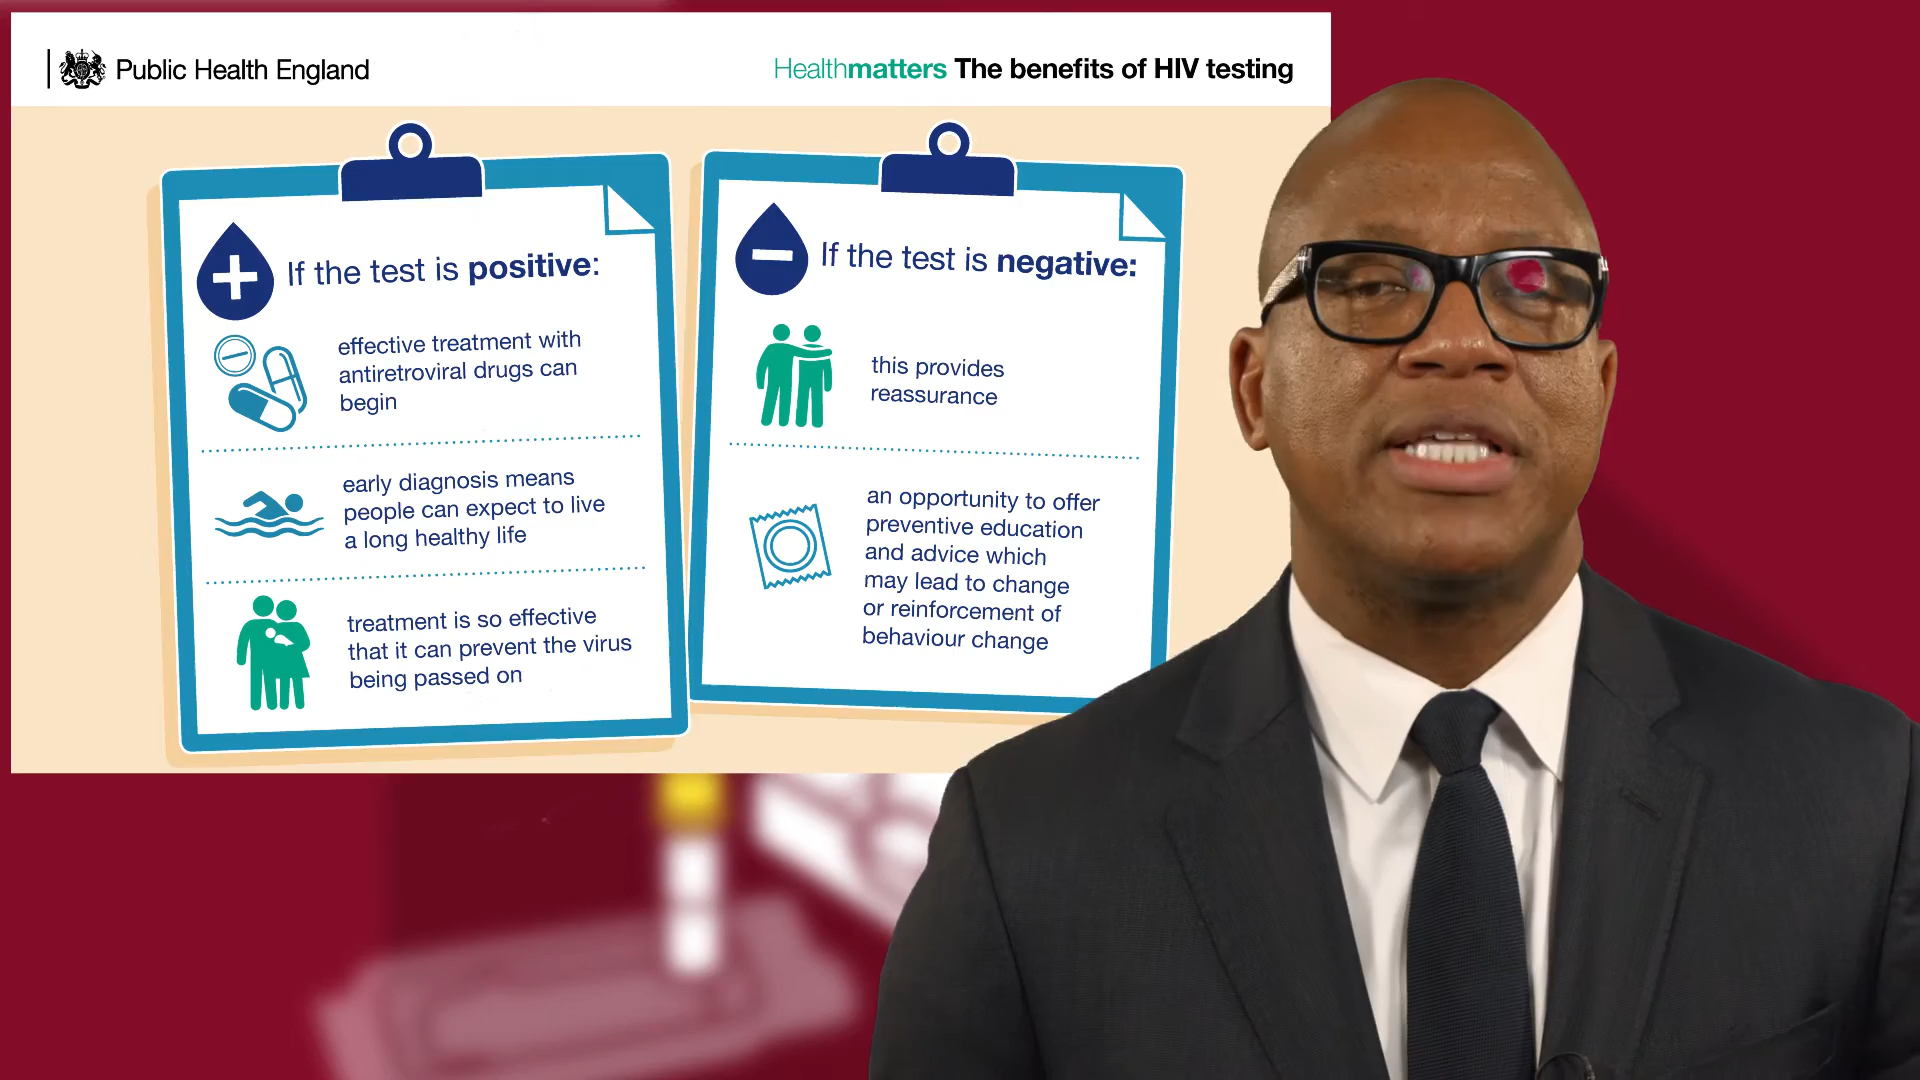 Public Health England
Healthmatters The benefits of HIV testing
If the test is positive:
effective treatment with
antiretroviral drugs can
begin
early diagnosis means
people can expect to live
a long healthy life
treatment is so effective
that it can prevent the virus
being passed on
If the test is negative:
this provides
reassurance
an opportunity to offer
preventive education
and advice which
may lead to change
or reinforcement of
behaviour change